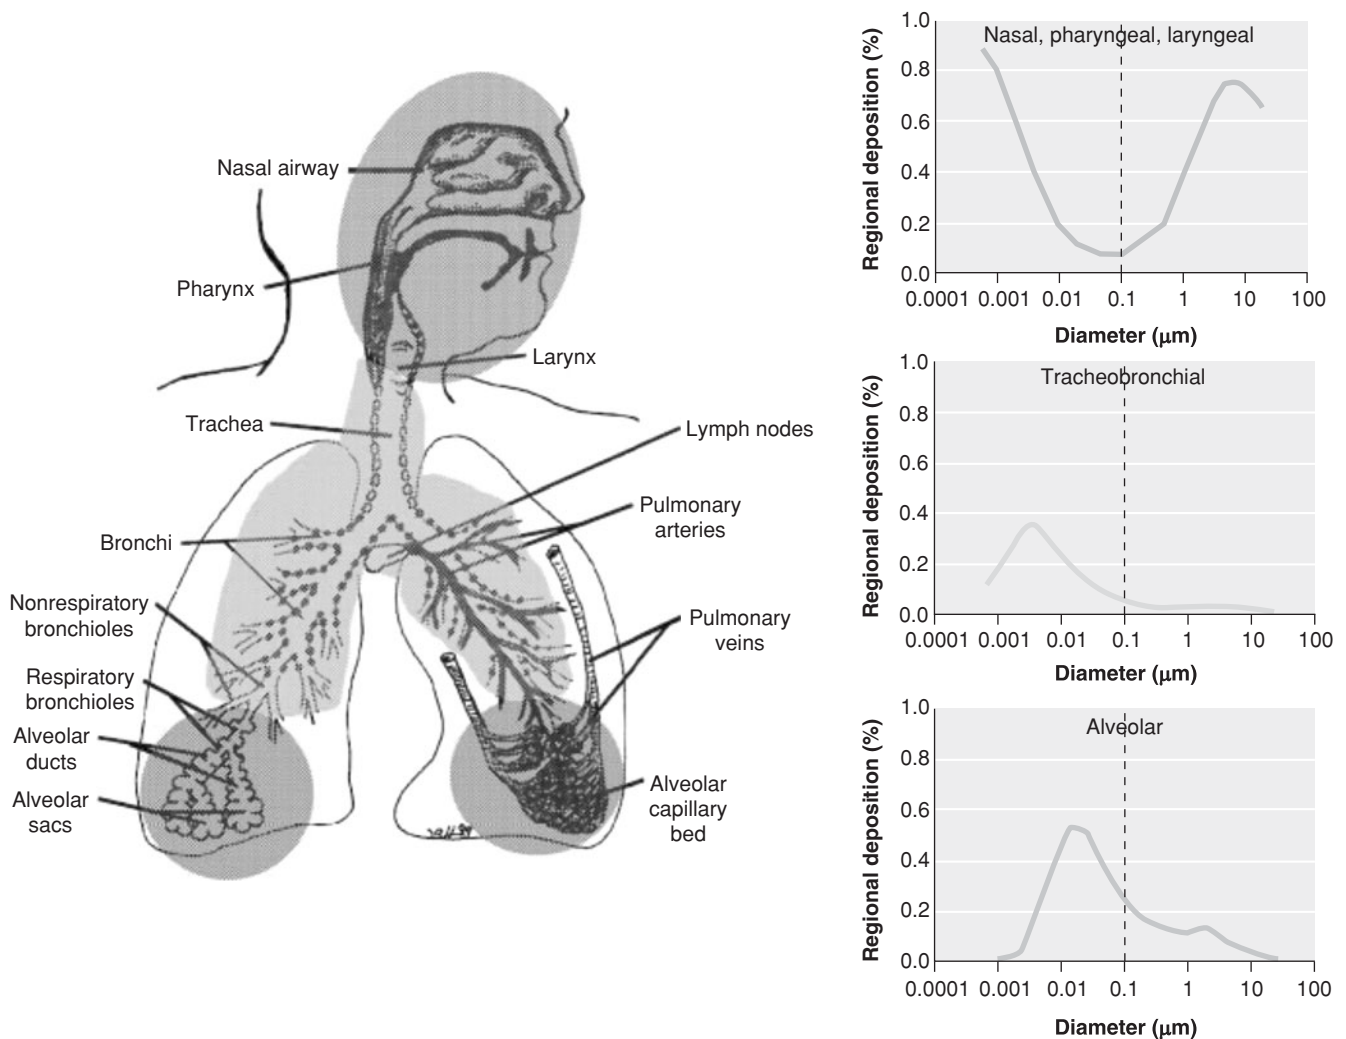 Nasal airway
Pharynx
Larynx
Trachea
Lymph nodes
Pulmonary
arteries
Bronchi
Nonrespiratory
bronchioles
Pulmonary
veins
Respiratory
bronchioles
Alveolar
ducts
Alveolar
sacs
Alveolar
capillary
bed
Nasal, pharyngeal, laryngeal
Regional deposition (%)
1.0
0.8
0.6
0.4
0.2
0.0
0.0001 0.001 0.01 0.1 1 10 100
Diameter (μm)
Tracheobronchial
Regional deposition (%)
1.0
0.8
0.6
0.4
0.2
0.0
0.0001 0.001 0.01 0.1 1 10 100
Diameter (μm)
Alveolar
Regional deposition (%)
1.0
0.8
0.6
0.4
0.2
0.0
0.0001 0.001 0.01 0.1 1 10 100
Diameter (μm)